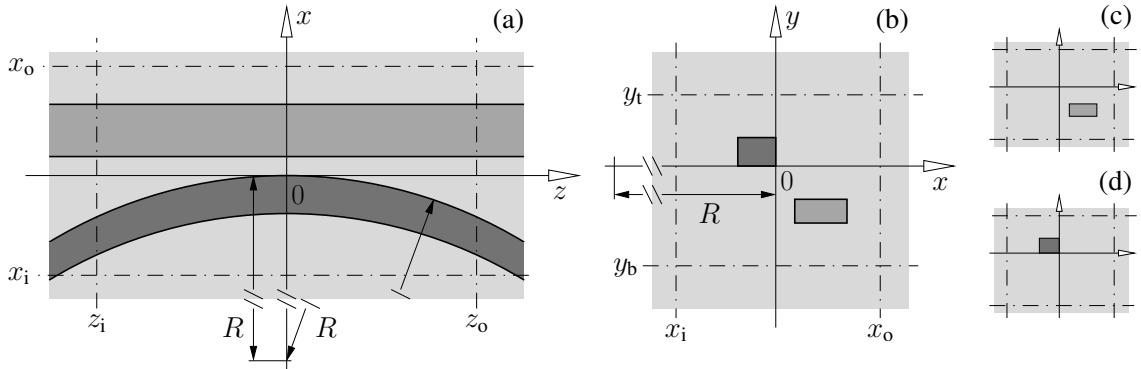 x (a)
x_o
0
z
x_i
z_i R R z_o
y (b)
y_t
0 x
R
y_b
x_i x_o
(c)
(d)